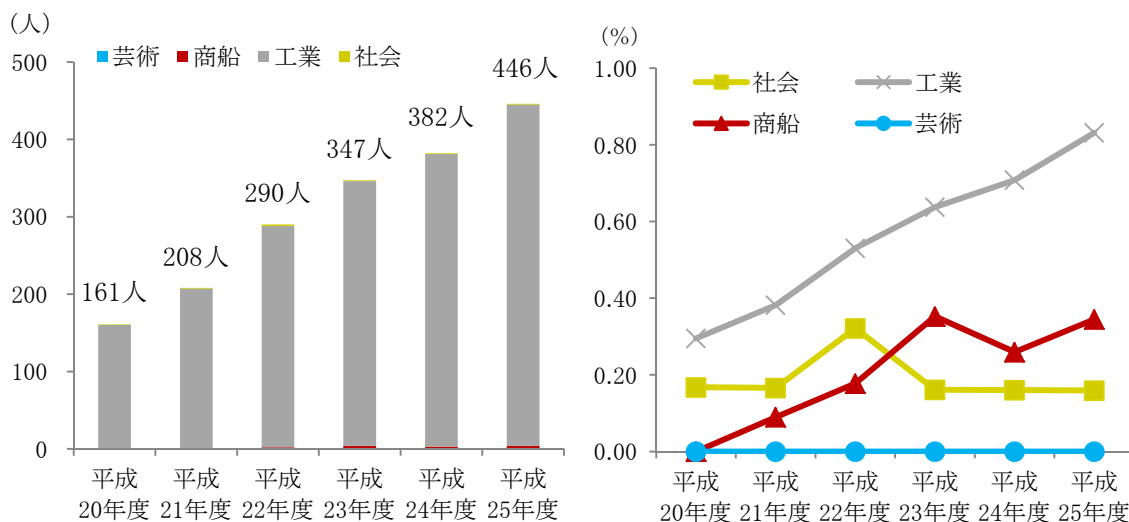 (人)
芸術 商船 工業 社会
500
400
300
200
100
0
161人
208人
290人
347人
382人
446人
平成 平成 平成 平成 平成 平成
20年度 21年度 22年度 23年度 24年度 25年度
(%)
社会 工業
商船 芸術
1.00
0.80
0.60
0.40
0.20
0.00
平成 平成 平成 平成 平成 平成
20年度 21年度 22年度 23年度 24年度 25年度